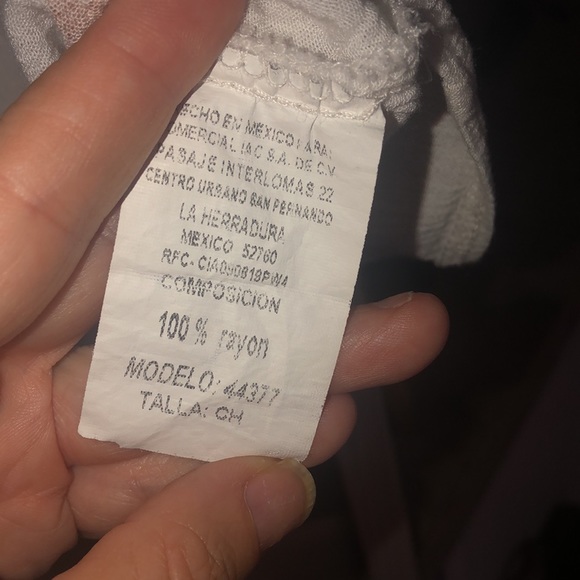 ECHO EN MEXICO PARA:
OMERCIAL IAC S.A. DE C.V.
PASAJE INTERLOMAS 22
CENTRO URBANO SAN FERNANDO
LA HERRADURA
MEXICO 52760
RFC- CIA090819PW4
COMPOSICION
100 % rayon
MODELO: 44377
TALLA: CH